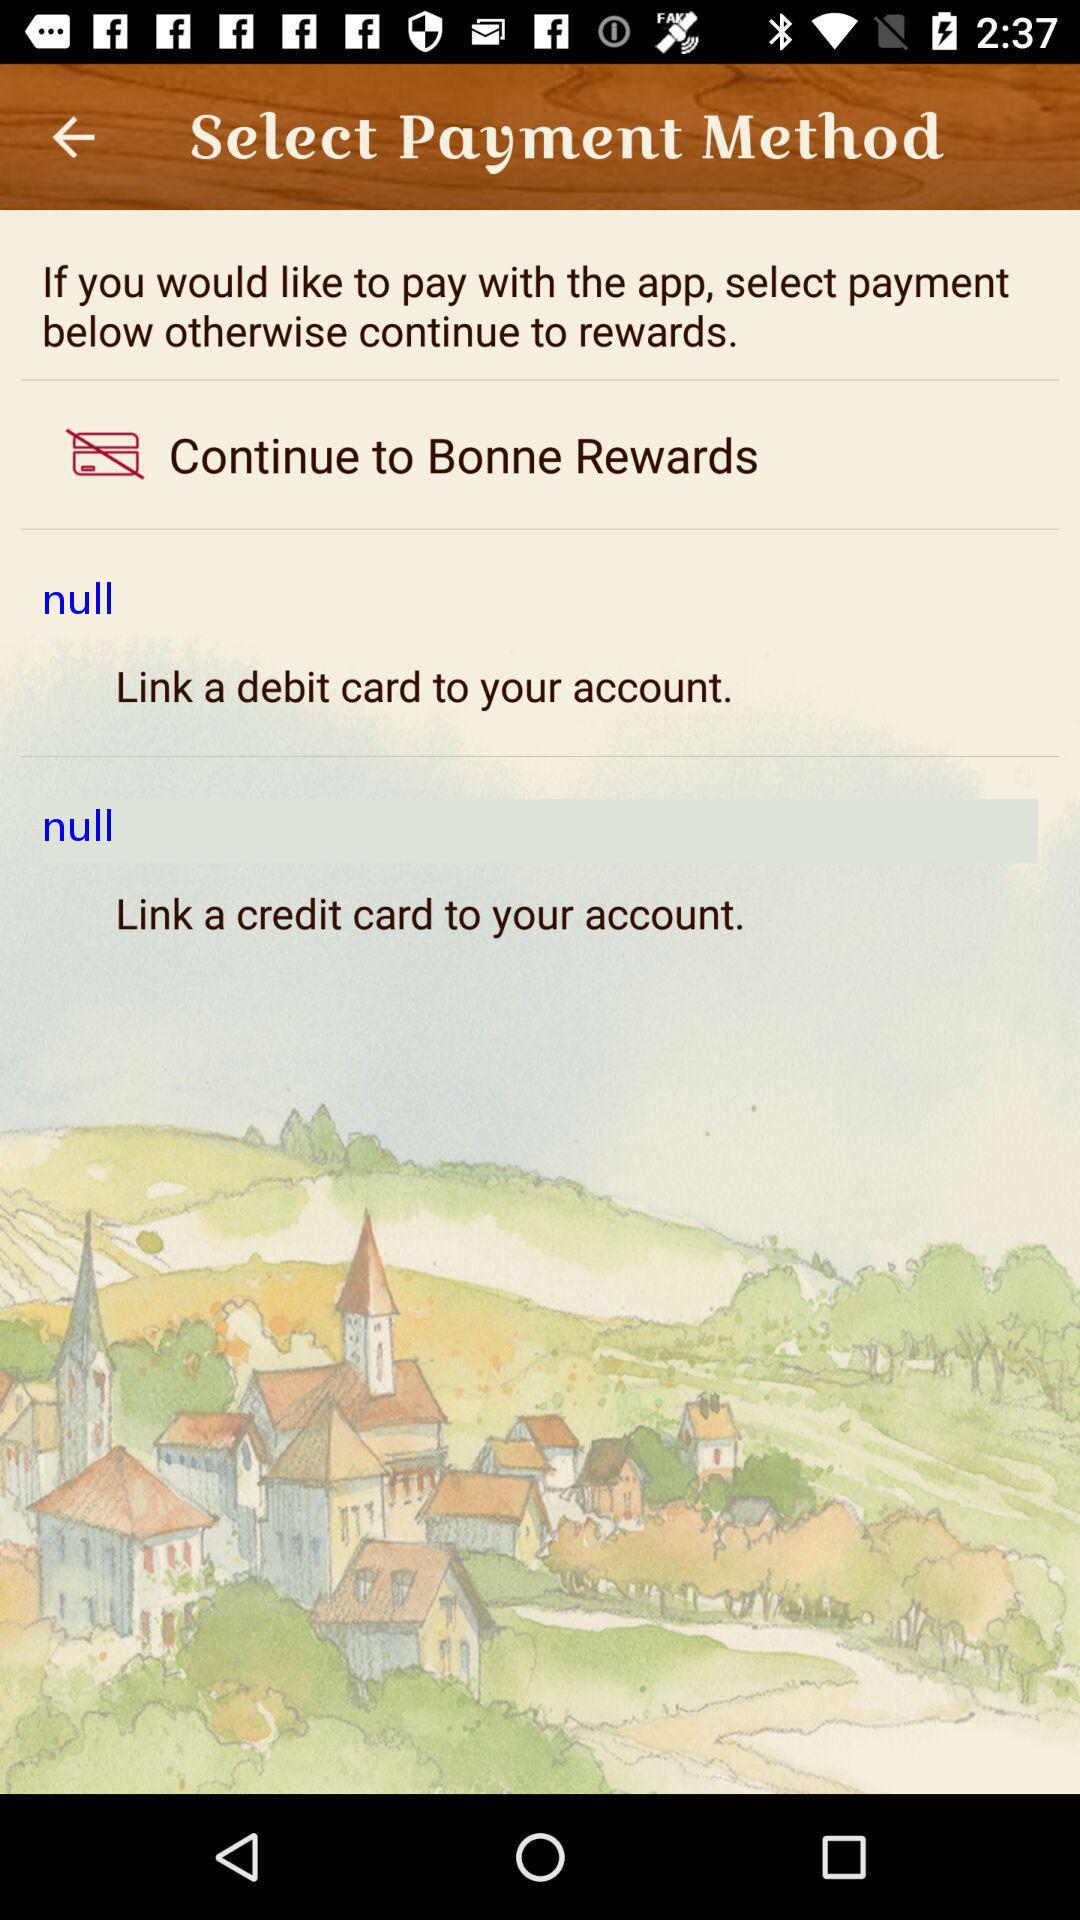 FAKE
2:37
Select Payment Method
If you would like to pay with the app, select payment
below otherwise continue to rewards.
Continue to Bonne Rewards
null
Link a debit card to your account.
null
Link a credit card to your account.